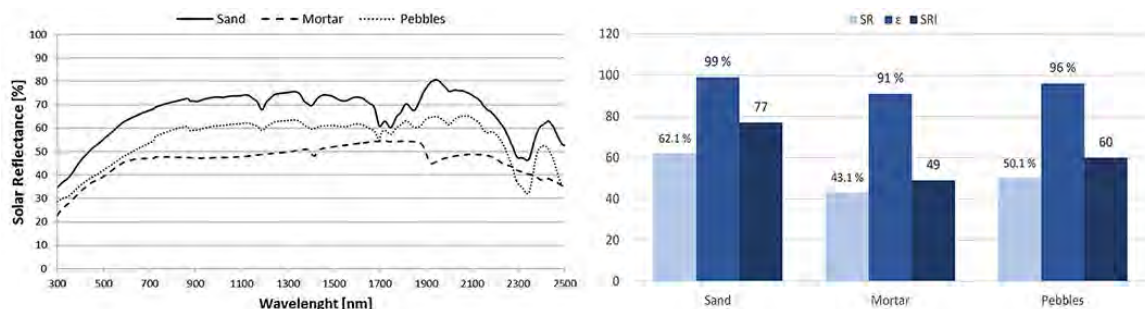 Sand Mortar Pebbles
Solar Reflectance [%]
100
90
80
70
60
50
40
30
20
10
0
300 500 700 900 1100 1300 1500 1700 1900 2100 2300 2500
Wavelenght [nm]
SR ε SRI
120
100
80
60
40
20
0
62.1 % 99 % 77
43.1 % 91 % 49
50.1 % 96 % 60
Sand Mortar Pebbles